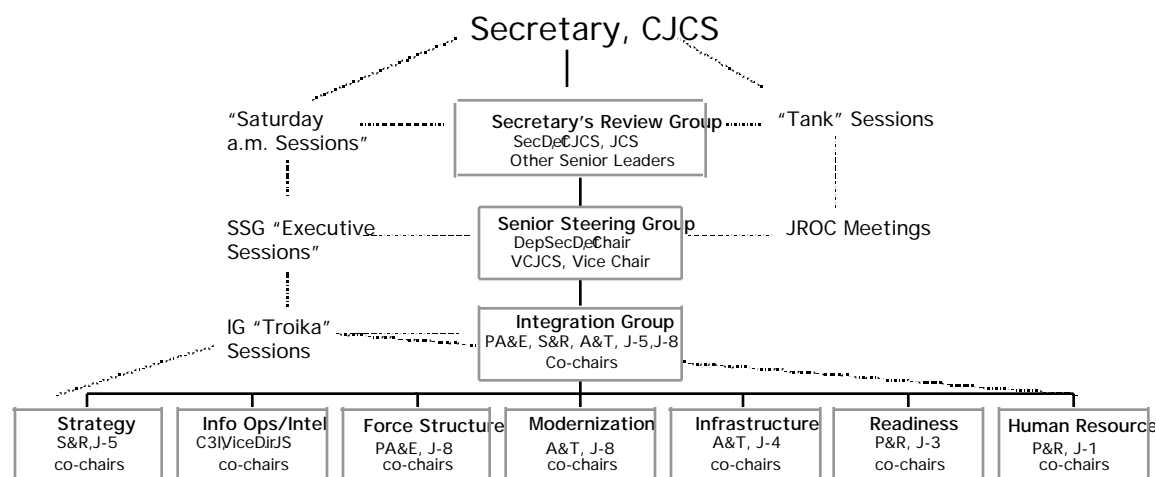 Secretary, CJCS
"Saturday
a.m. Sessions"
Secretary's Review Group
SecDef, CJCS, JCS
Other Senior Leaders
"Tank" Sessions
SSG "Executive
Sessions"
Senior Steering Group
DepSecDef, Chair
VCJCS, Vice Chair
JROC Meetings
IG "Troika"
Sessions
Integration Group
PA&E, S&R, A&T, J-5,J-8
Co-chairs
Strategy
S&R,J-5
co-chairs
Info Ops/Intel
C3I,ViceDirJS
co-chairs
Force Structure
PA&E, J-8
co-chairs
Modernization
A&T, J-8
co-chairs
Infrastructure
A&T, J-4
co-chairs
Readiness
P&R, J-3
co-chairs
Human Resource
P&R, J-1
co-chairs